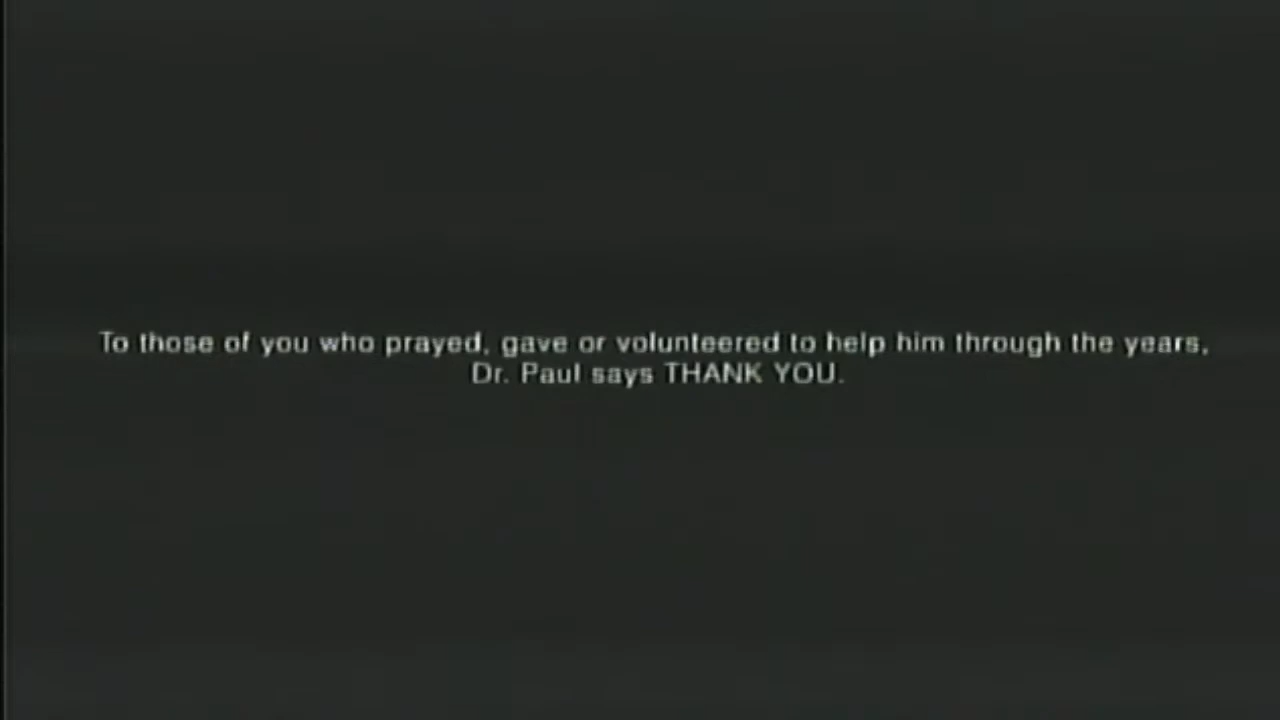 To those of you who prayed, gave or volunteered to help him through the years,
Dr. Paul says THANK YOU.